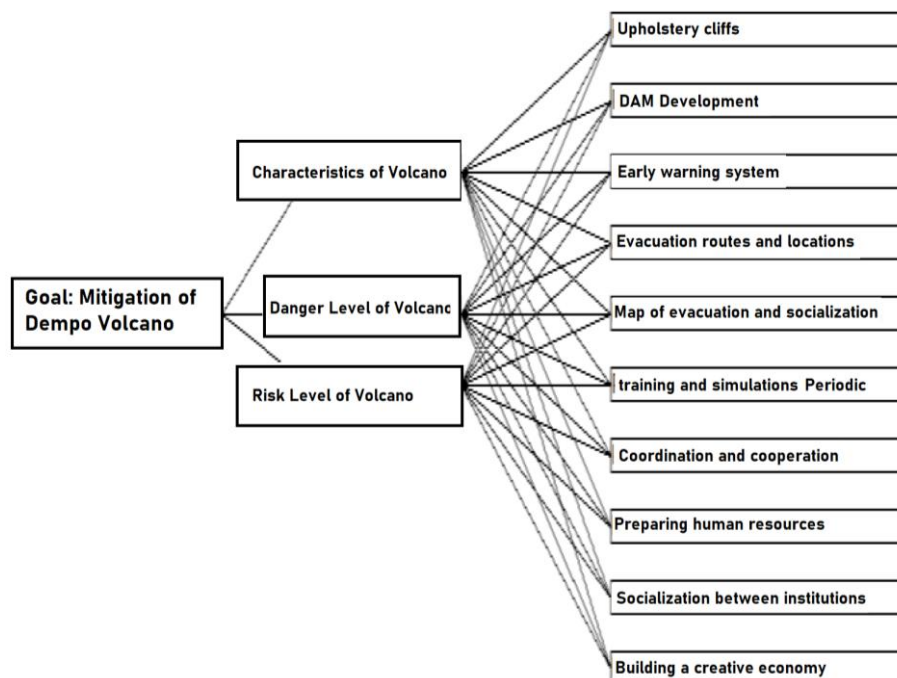 Goal: Mitigation of
Dempo Volcano
Characteristics of Volcano
Danger Level of Volcano
Risk Level of Volcano
Upholstery cliffs
DAM Development
Early warning system
Evacuation routes and locations
Map of evacuation and socialization
training and simulations Periodic
Coordination and cooperation
Preparing human resources
Socialization between institutions
Building a creative economy